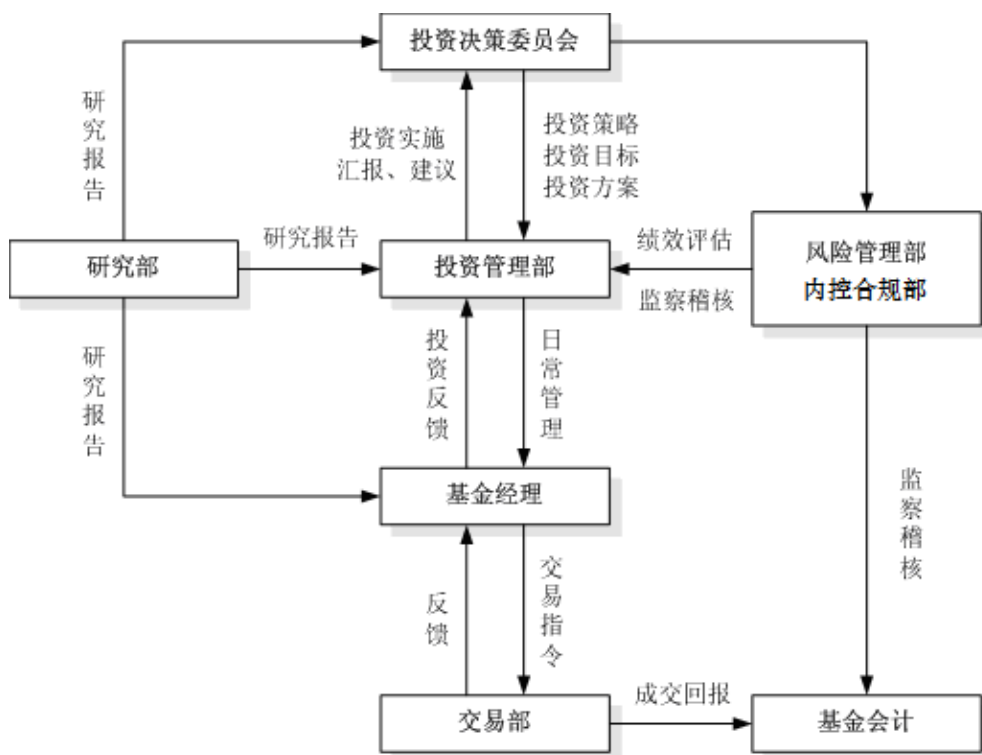 投资决策委员会
研究报告
投资实施
汇报、建议
投资策略
投资目标
投资方案
研究部
研究报告
投资管理部
绩效评估
监察稽核
风险管理部
内控合规部
研究报告
投资反馈
日常管理
基金经理
监察稽核
反馈
交易指令
交易部
成交回报
基金会计